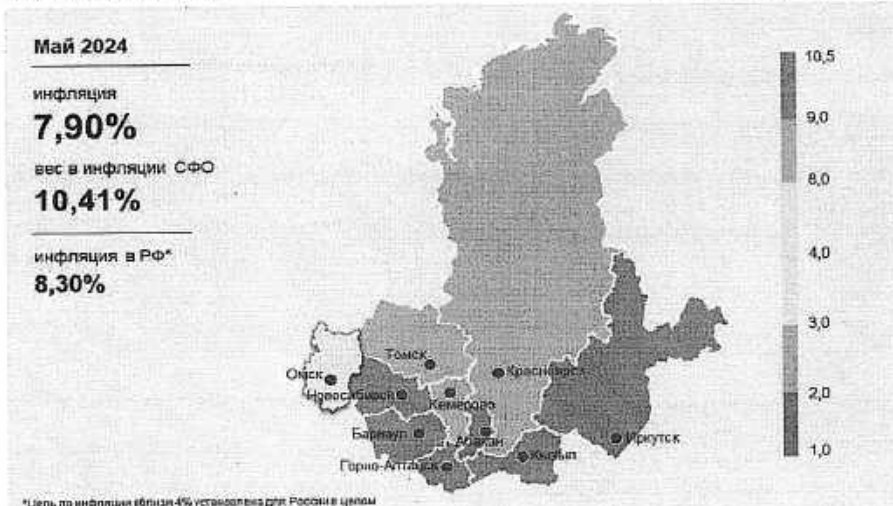 Май 2024
инфляция
7,90%
вес в инфляции СФО
10,41%
инфляция в РФ*
8,30%
10,5
9,0
8,0
4,0
3,0
2,0
1,0
Томск
Омск
Красноярск
Новосибирск
Кемерово
Барнаул
Абакан
Иркутск
Кызыл
Горно-Алтайск
*Цель по инфляции вблизи 4% установлена для России в целом